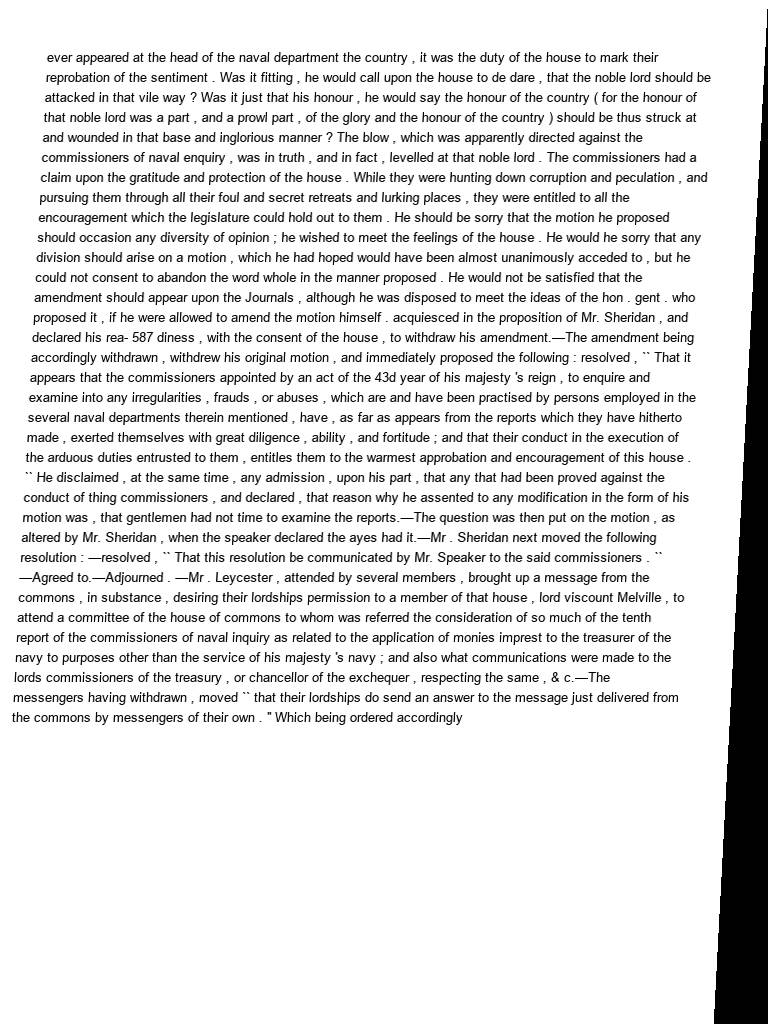 ever appeared at the head of the naval department the country , it was the duty of the house to mark their
reprobation of the sentiment . Was it fitting , he would call upon the house to de dare , that the noble lord should be
attacked in that vile way ? Was it just that his honour , he would say the honour of the country ( for the honour of
that noble lord was a part , and a prowl part , of the glory and the honour of the country ) should be thus struck at
and wounded in that base and inglorious manner ? The blow , which was apparently directed against the
commissioners of naval enquiry , was in truth , and in fact , levelled at that noble lord . The commissioners had a
claim upon the gratitude and protection of the house . While they were hunting down corruption and peculation , and
pursuing them through all their foul and secret retreats and lurking places , they were entitled to all the
encouragement which the legislature could hold out to them . He should be sorry that the motion he proposed
should occasion any diversity of opinion ; he wished to meet the feelings of the house . He would he sorry that any
division should arise on a motion , which he had hoped would have been almost unanimously acceded to , but he
could not consent to abandon the word whole in the manner proposed . He would not be satisfied that the
amendment should appear upon the Journals , although he was disposed to meet the ideas of the hon . gent . who
proposed it , if he were allowed to amend the motion himself . acquiesced in the proposition of Mr. Sheridan , and
declared his rea- 587 diness , with the consent of the house , to withdraw his amendment.—The amendment being
accordingly withdrawn , withdrew his original motion , and immediately proposed the following : resolved , `` That it
appears that the commissioners appointed by an act of the 43d year of his majesty 's reign , to enquire and
examine into any irregularities , frauds , or abuses , which are and have been practised by persons employed in the
several naval departments therein mentioned , have , as far as appears from the reports which they have hitherto
made , exerted themselves with great diligence , ability , and fortitude ; and that their conduct in the execution of
the arduous duties entrusted to them , entitles them to the warmest approbation and encouragement of this house .
`` He disclaimed , at the same time , any admission , upon his part , that any that had been proved against the
conduct of thing commissioners , and declared , that reason why he assented to any modification in the form of his
motion was , that gentlemen had not time to examine the reports.—The question was then put on the motion , as
altered by Mr. Sheridan , when the speaker declared the ayes had it.—Mr . Sheridan next moved the following
resolution : —resolved , `` That this resolution be communicated by Mr. Speaker to the said commissioners . ``
—Agreed to.—Adjourned . —Mr . Leycester , attended by several members , brought up a message from the
commons , in substance , desiring their lordships permission to a member of that house , lord viscount Melville , to
attend a committee of the house of commons to whom was referred the consideration of so much of the tenth
report of the commissioners of naval inquiry as related to the application of monies imprest to the treasurer of the
navy to purposes other than the service of his majesty 's navy ; and also what communications were made to the
lords commissioners of the treasury , or chancellor of the exchequer , respecting the same , & c.—The
messengers having withdrawn , moved `` that their lordships do send an answer to the message just delivered from
the commons by messengers of their own . " Which being ordered accordingly